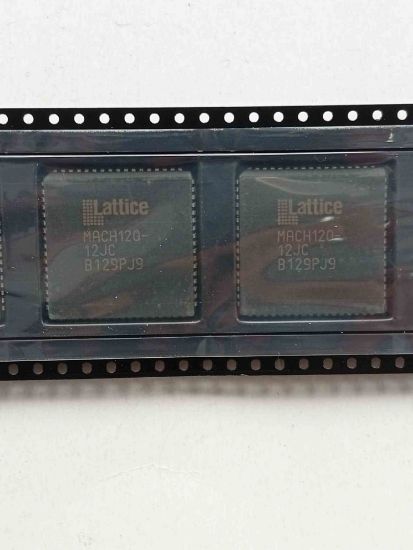 Lattice
MACH120-
12JC
B129PJ9
Lattice
MACH120-
12JC
B129PJ9